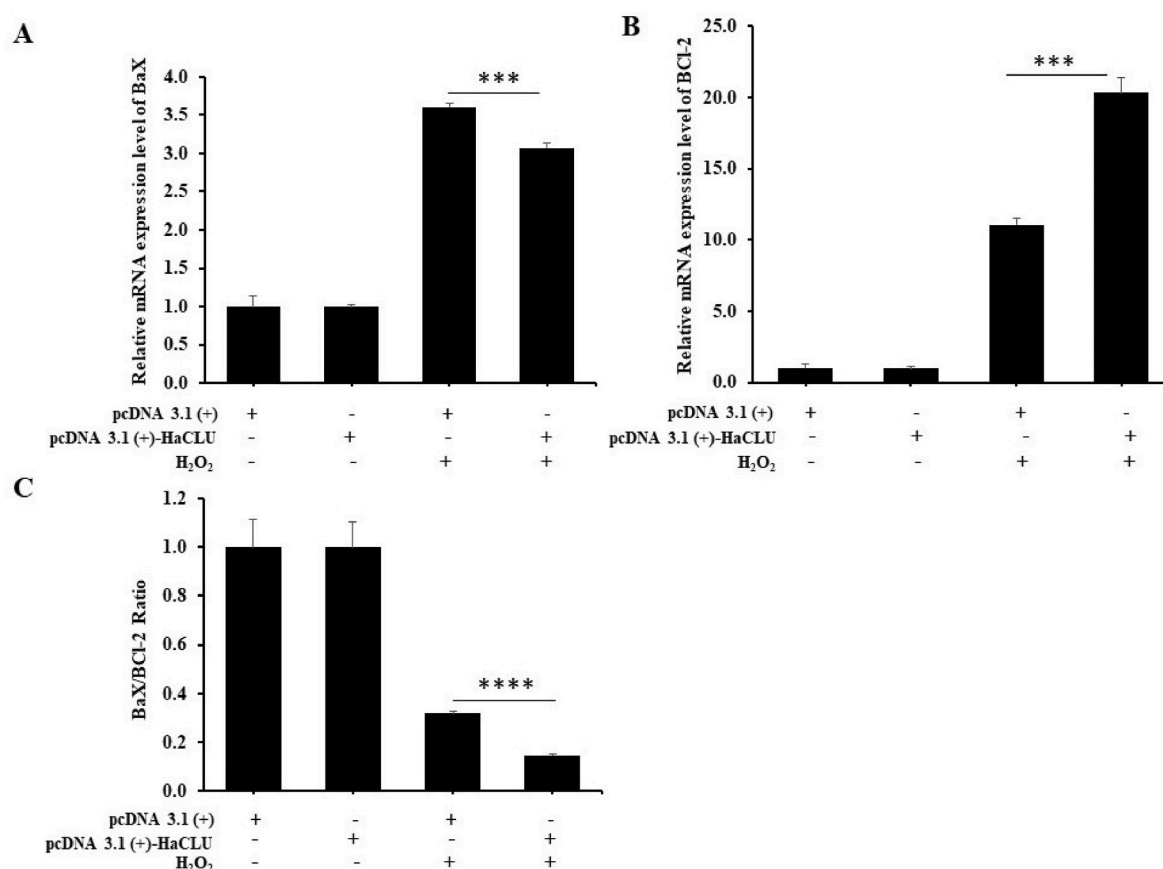 A
Relative mRNA expression level of BaX
4.0
3.5
3.0
2.5
2.0
1.5
1.0
0.5
0.0
***
pcDNA 3.1 (+) + - + -
pcDNA 3.1 (+)-HaCLU - + - +
H₂O₂ - - + +
B
Relative mRNA expression level of BCl-2
25.0
20.0
15.0
10.0
5.0
0.0
***
pcDNA 3.1 (+) + - + -
pcDNA 3.1 (+)-HaCLU - + - +
H₂O₂ - - + +
C
BaX/BCl-2 Ratio
1.2
1.0
0.8
0.6
0.4
0.2
0.0
****
pcDNA 3.1 (+) + - + -
pcDNA 3.1 (+)-HaCLU - + - +
H₂O₂ - - + +